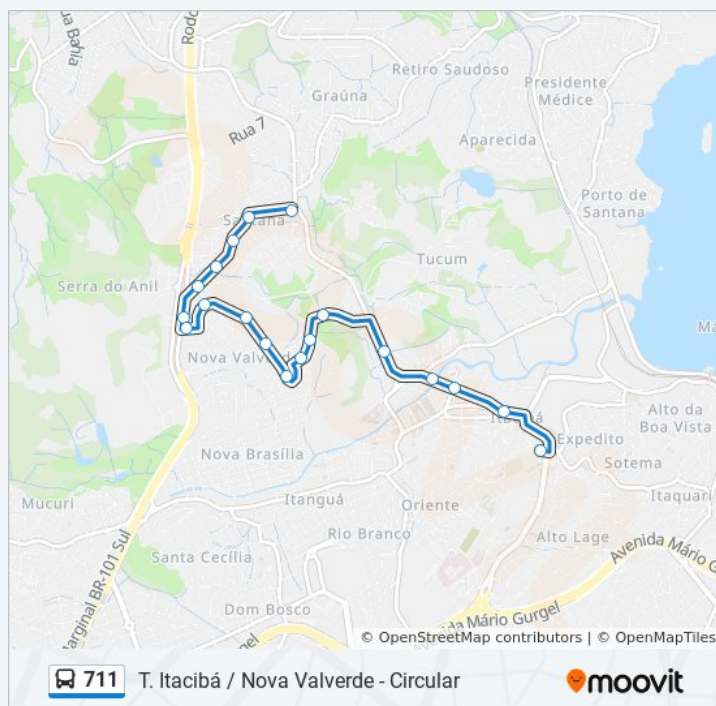 ua Bahia
Rodo
Retiro Saudoso
Graúna
Presidente
Médice
Rua 7
Aparecida
Porto de
Santana
Santana
Tucum
Serra do Anil
Nova Valverde
Itacibá
Expedito
Alto da
Boa Vista
Nova Brasília
Sotema
Itanguá
Oriente
Itaquari
Mucuri
Rio Branco
Alto Lage
Santa Cecília
Marginal BR-101 Sul
Dom Bosco
Avenida Mário G
Avenida Mário Gurgel
© OpenStreetMap contributors | © OpenMapTiles
711 T. Itacibá / Nova Valverde - Circular
moovit